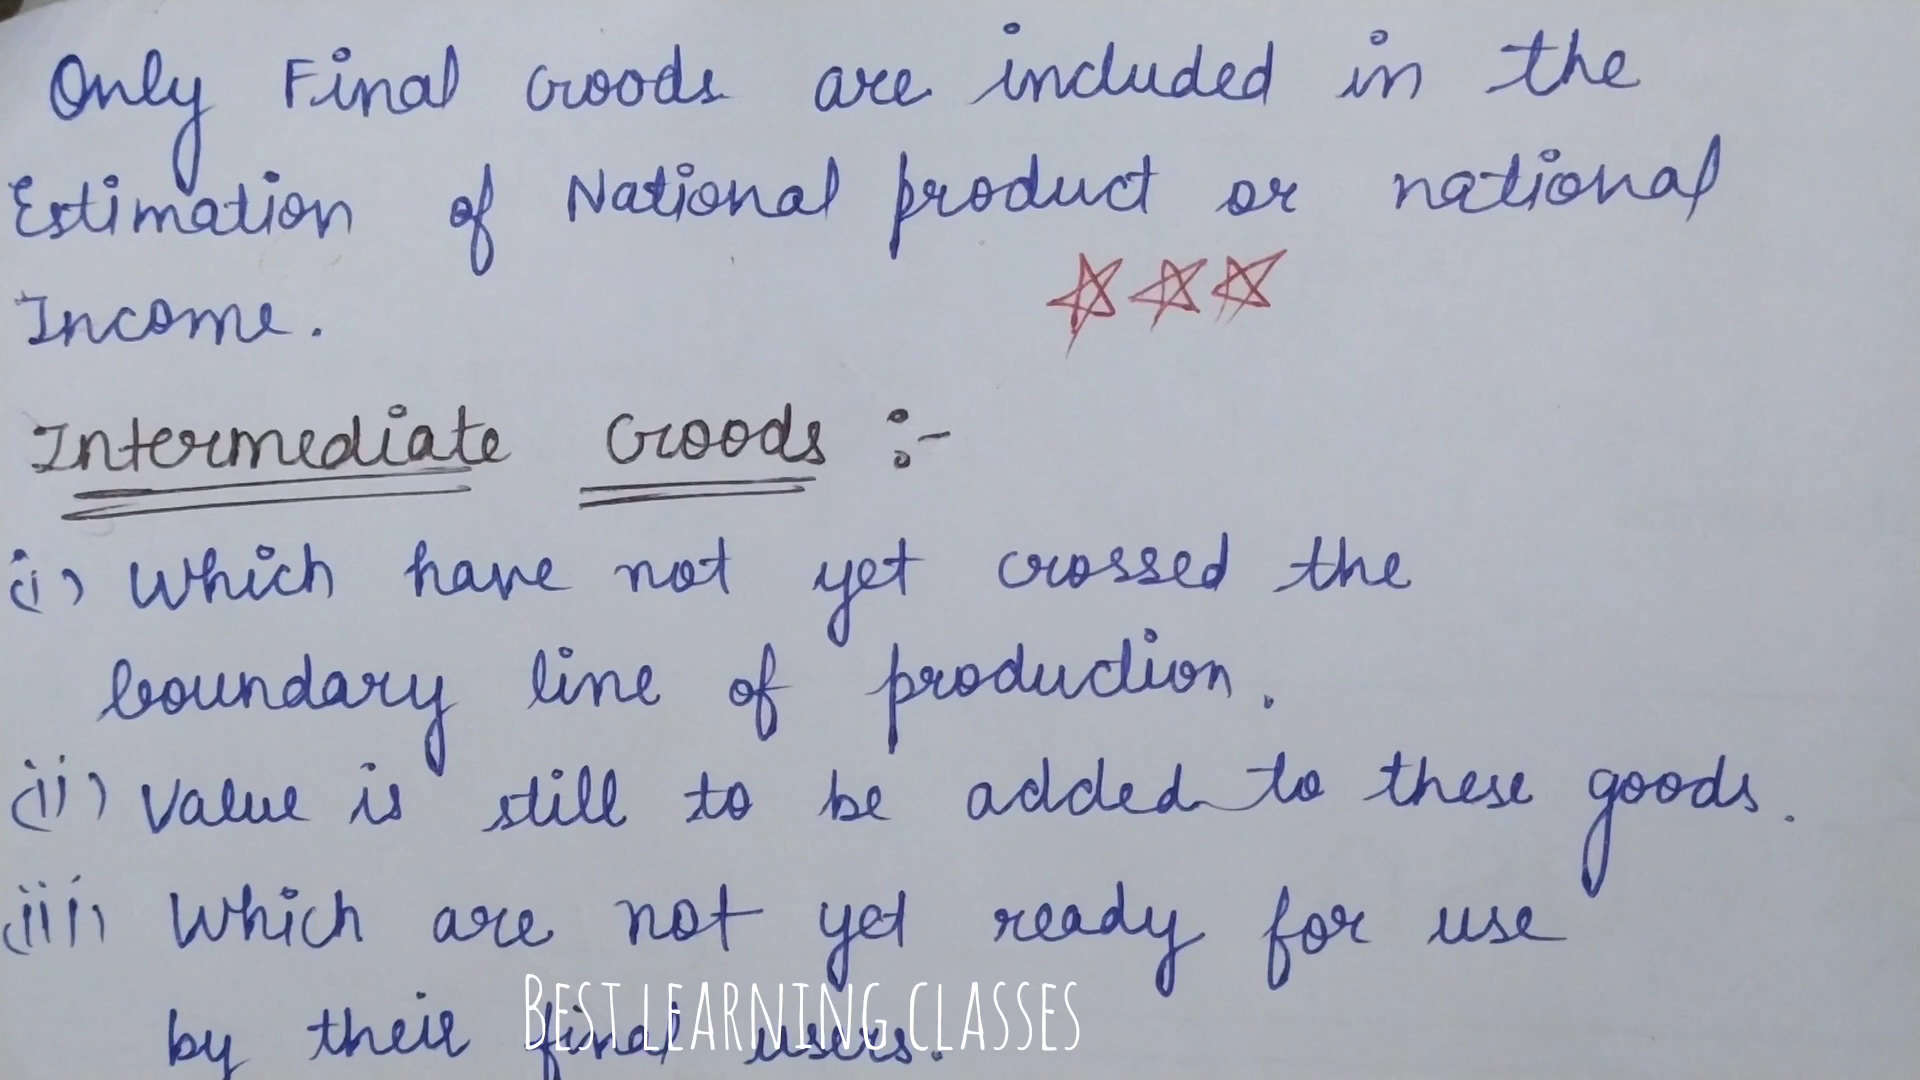 Only Final Goods are included in the
Estimation of National product or national
Income.
Intermediate Goods :-
(i) Which have not yet crossed the
boundary line of production.
(ii) Value is still to be added to these goods.
(iii) Which are not yet ready for use
by their final users.
BEST LEARNING CLASSES